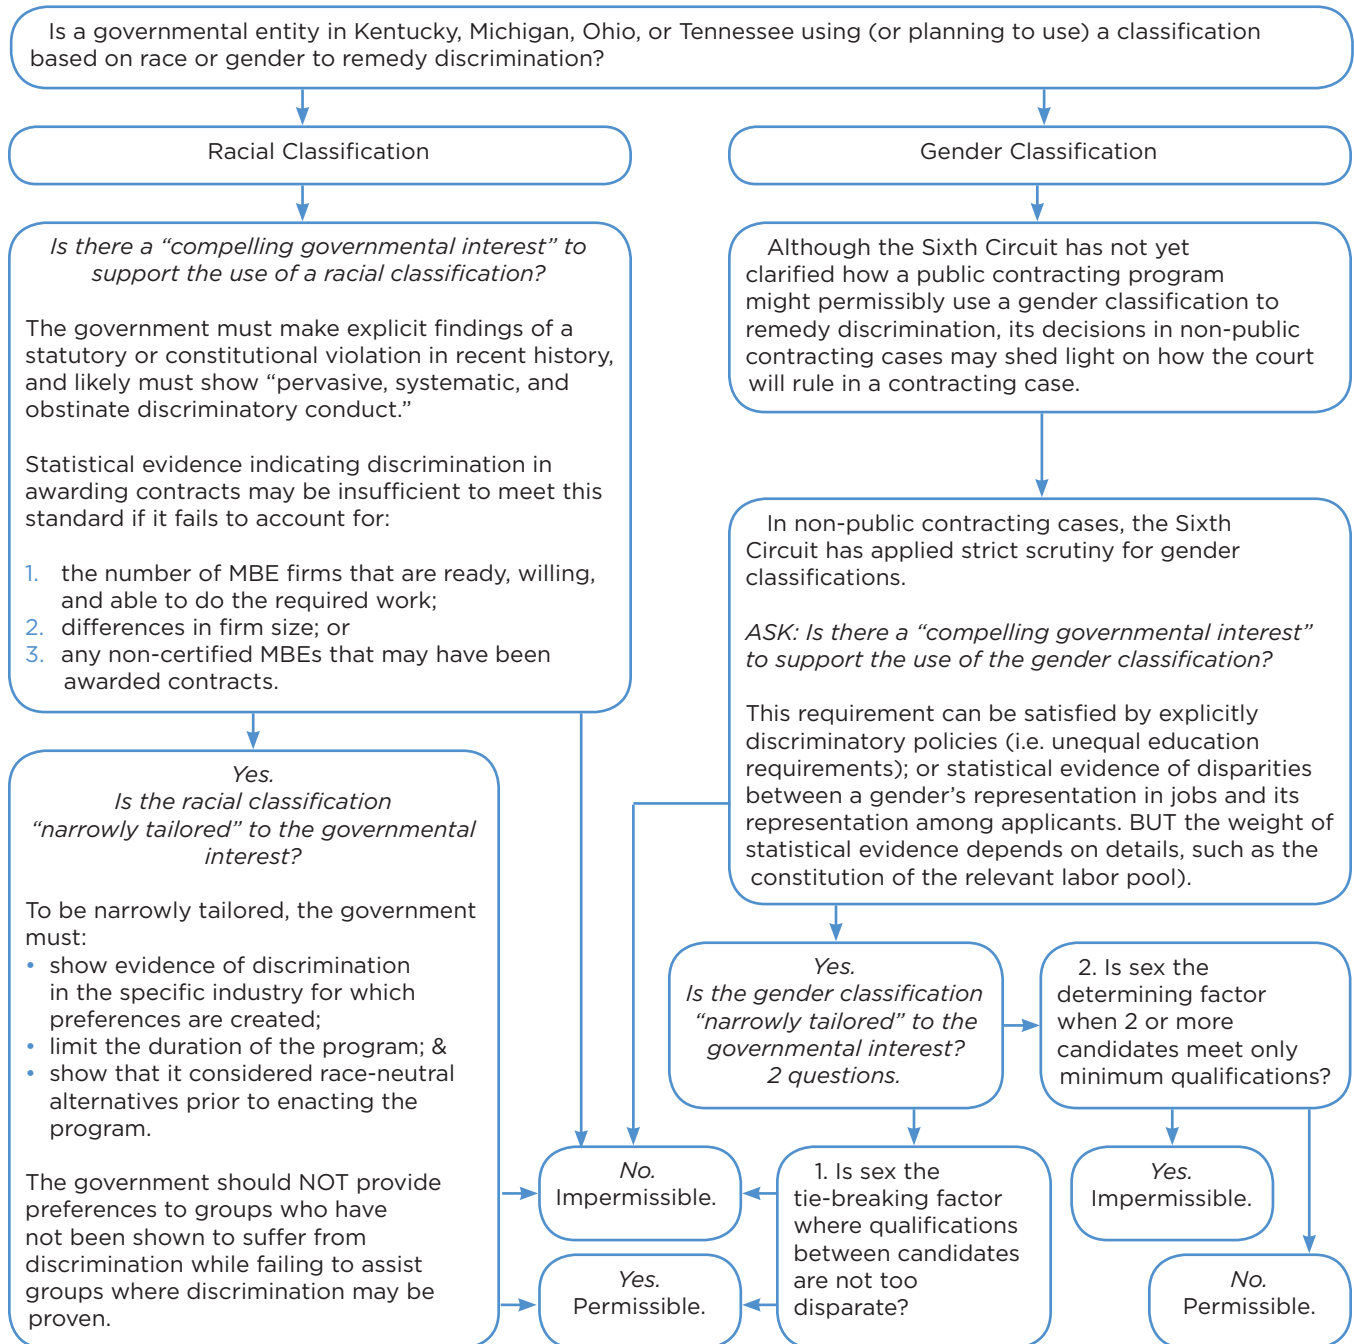 Is a governmental entity in Kentucky, Michigan, Ohio, or Tennessee using (or planning to use) a classification
based on race or gender to remedy discrimination?
Racial Classification
Gender Classification
Is there a “compelling governmental interest” to
support the use of a racial classification?
The government must make explicit findings of a
statutory or constitutional violation in recent history,
and likely must show “pervasive, systematic, and
obstinate discriminatory conduct.”
Statistical evidence indicating discrimination in
awarding contracts may be insufficient to meet this
standard if it fails to account for:
1. the number of MBE firms that are ready, willing,
and able to do the required work;
2. differences in firm size; or
3. any non-certified MBEs that may have been
awarded contracts.
Although the Sixth Circuit has not yet
clarified how a public contracting program
might permissibly use a gender classification to
remedy discrimination, its decisions in non-public
contracting cases may shed light on how the court
will rule in a contracting case.
In non-public contracting cases, the Sixth
Circuit has applied strict scrutiny for gender
classifications.
ASK: Is there a “compelling governmental interest”
to support the use of the gender classification?
This requirement can be satisfied by explicitly
discriminatory policies (i.e. unequal education
requirements); or statistical evidence of disparities
between a gender’s representation in jobs and its
representation among applicants. BUT the weight of
statistical evidence depends on details, such as the
constitution of the relevant labor pool).
Yes.
Is the racial classification
“narrowly tailored” to the governmental
interest?
To be narrowly tailored, the government
must:
• show evidence of discrimination
in the specific industry for which
preferences are created;
• limit the duration of the program; &
• show that it considered race-neutral
alternatives prior to enacting the
program.
The government should NOT provide
preferences to groups who have
not been shown to suffer from
discrimination while failing to assist
groups where discrimination may be
proven.
Yes.
Is the gender classification
“narrowly tailored” to the
governmental interest?
2 questions.
2. Is sex the
determining factor
when 2 or more
candidates meet only
minimum qualifications?
No.
Impermissible.
Yes.
Permissible.
1. Is sex the
tie-breaking factor
where qualifications
between candidates
are not too
disparate?
Yes.
Impermissible.
No.
Permissible.